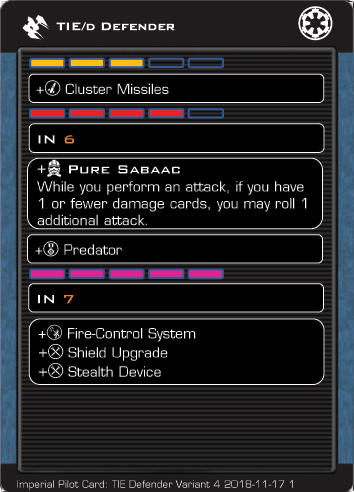 TIE/D DEFENDER
+ Cluster Missiles
IN 6
+ PURE SABAAC
While you perform an attack, if you have
1 or fewer damage cards, you may roll 1
additional attack.
+ Predator
IN 7
+ Fire-Control System
+ Shield Upgrade
+ Stealth Device
Imperial Pilot Card: TIE Defender Variant 4 2018-11-17 1